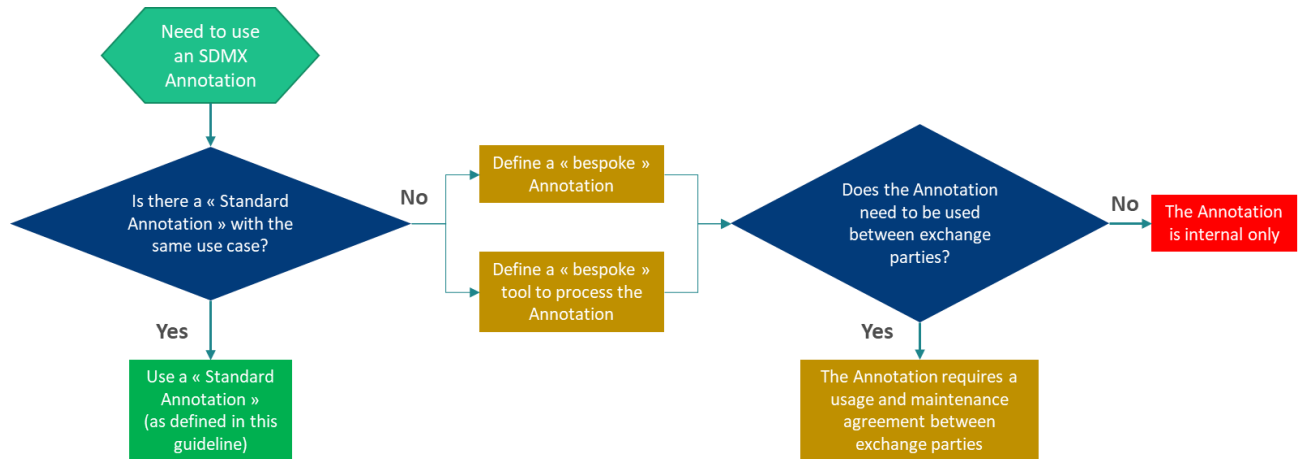 Need to use
an SDMX
Annotation
Is there a « Standard
Annotation » with the
same use case?
No
Yes
Use a « Standard
Annotation »
(as defined in this
guideline)
Define a « bespoke »
Annotation
Define a « bespoke »
tool to process the
Annotation
Does the Annotation
need to be used
between exchange
parties?
No
The Annotation
is internal only
Yes
The Annotation requires a
usage and maintenance
agreement between
exchange parties